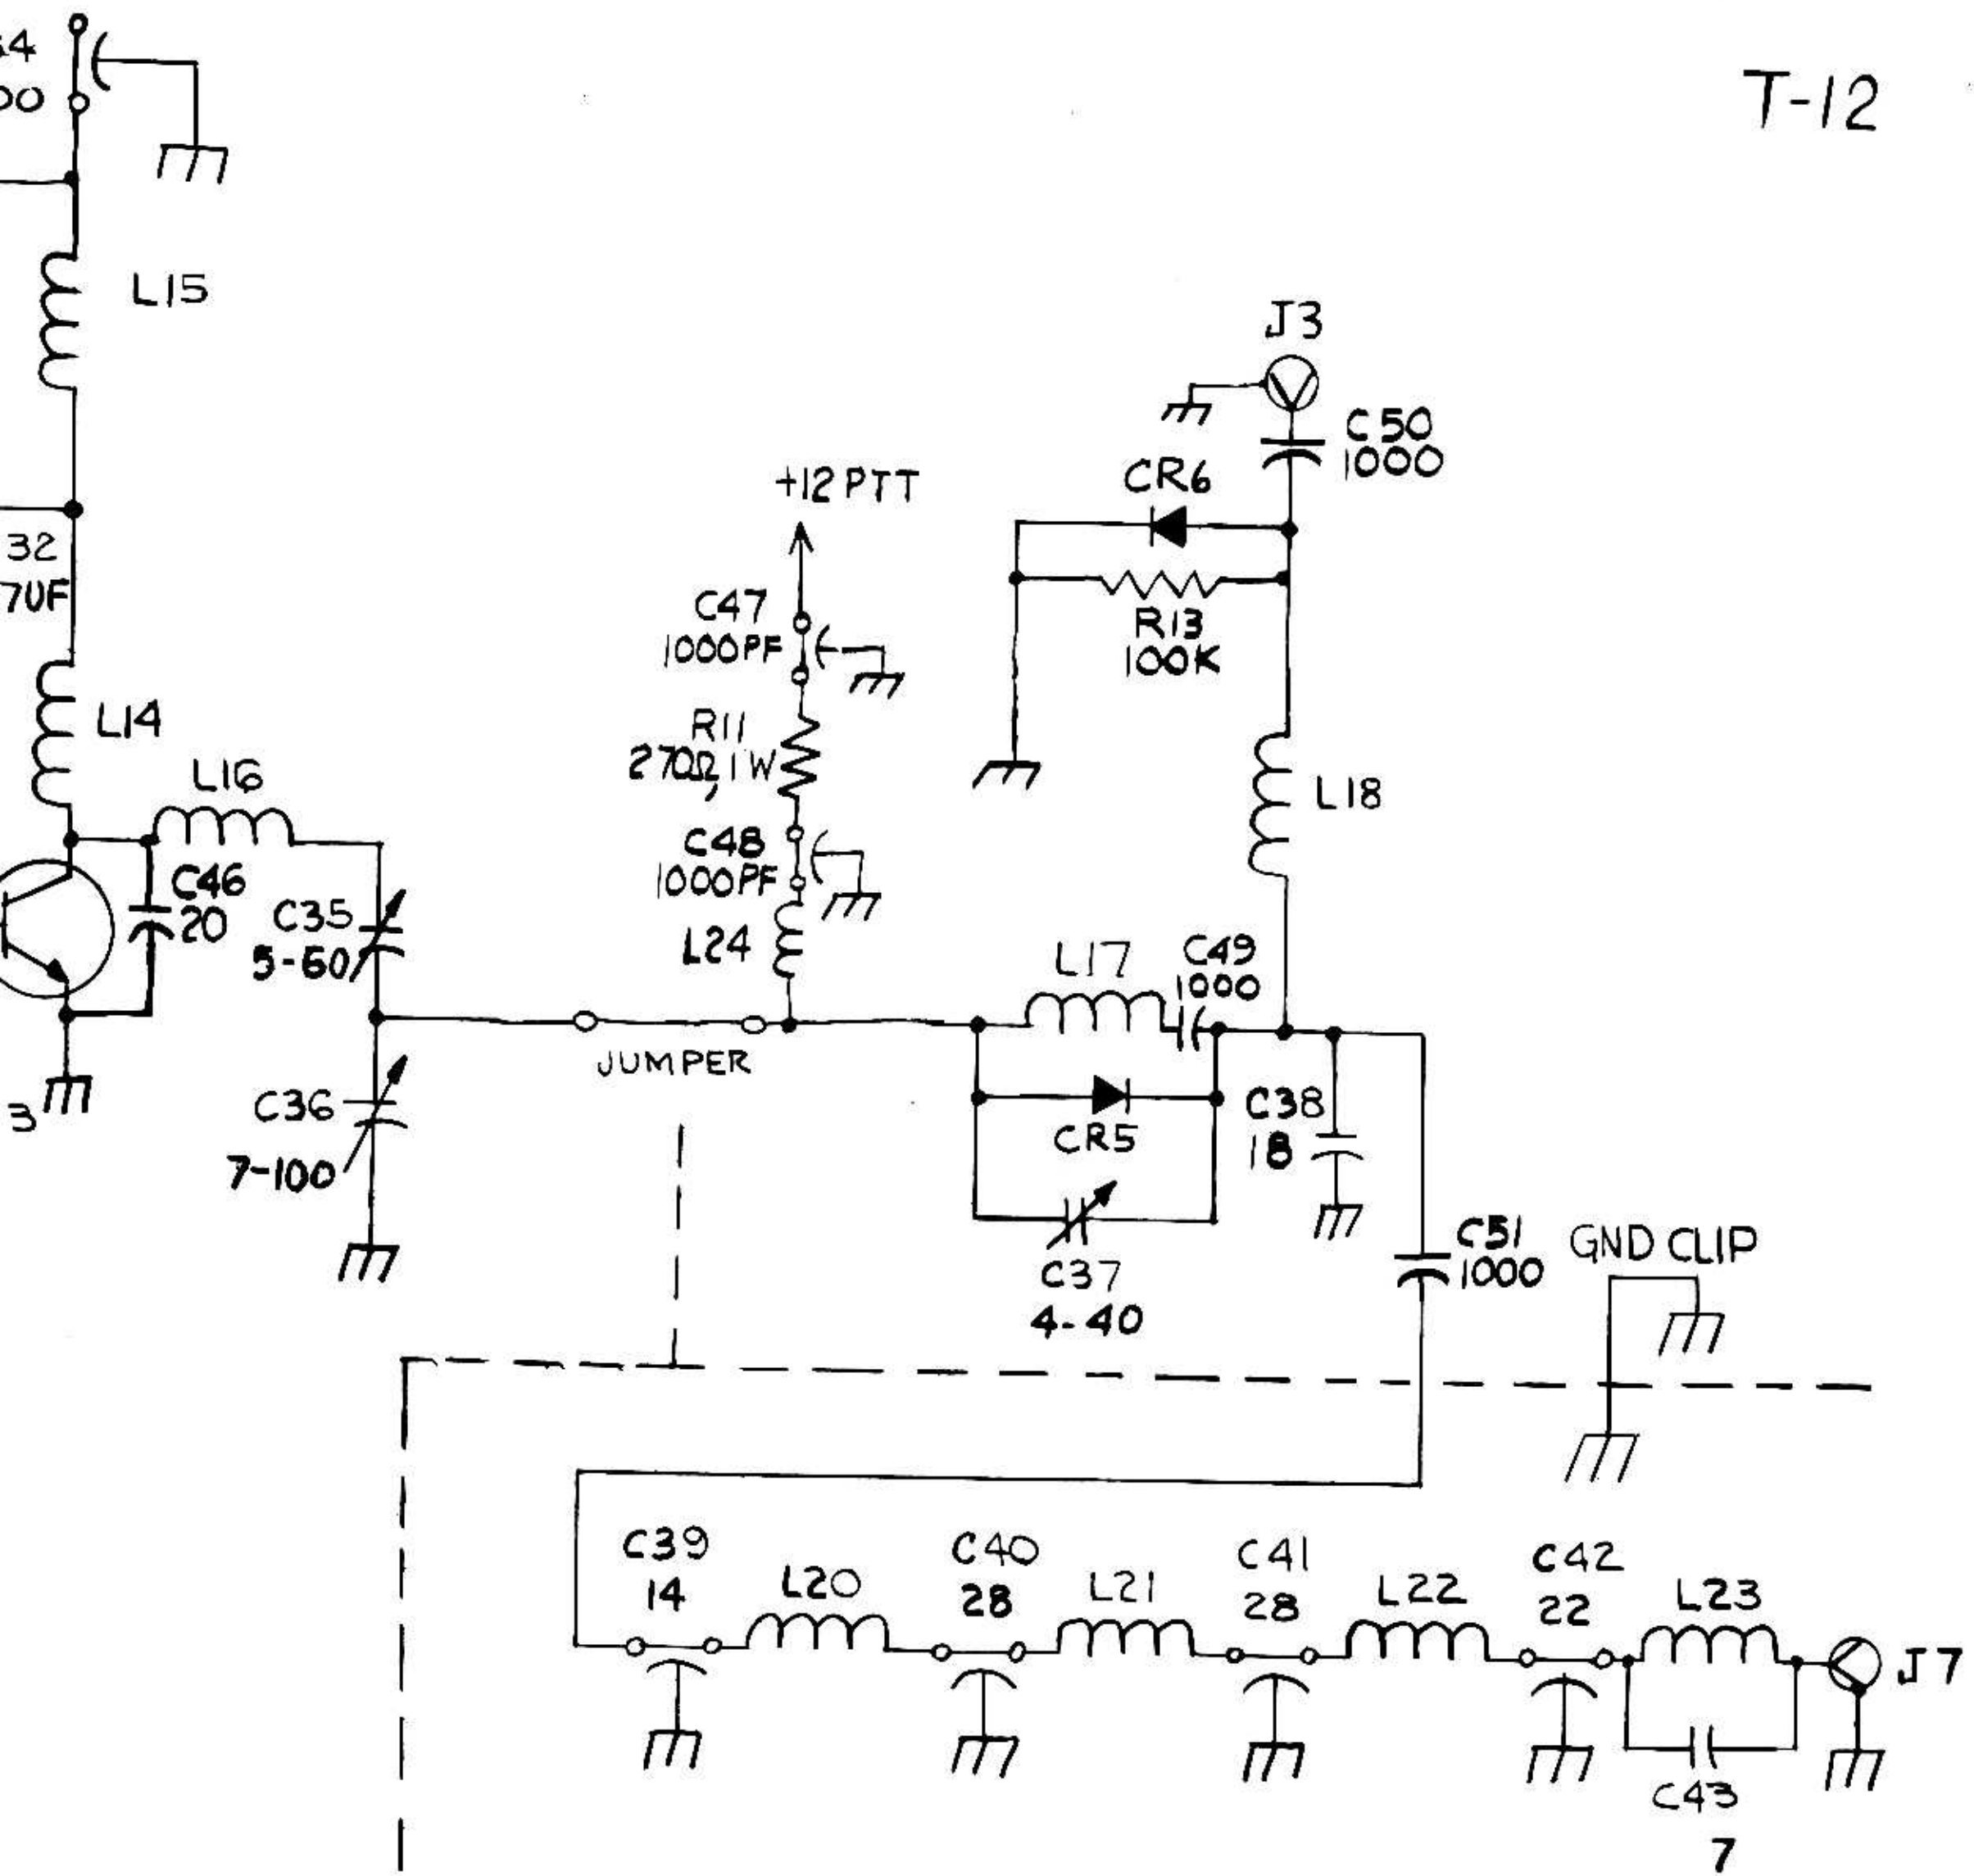 T-12
L15
J3
C50
1000
+12 PTT
CR6
32
7UF
C47
1000PF
R13
100K
L14
R11
270Ω, 1W
L16
L18
C48
1000PF
C46
20
C35
5-60
L24
L17
C49
1000
JUMPER
C36
7-100
3
C38
18
CR5
C37
4-40
C51
1000
GND CLIP
C39
14
L20
C40
28
L21
C41
28
L22
C42
22
L23
J7
C43
7